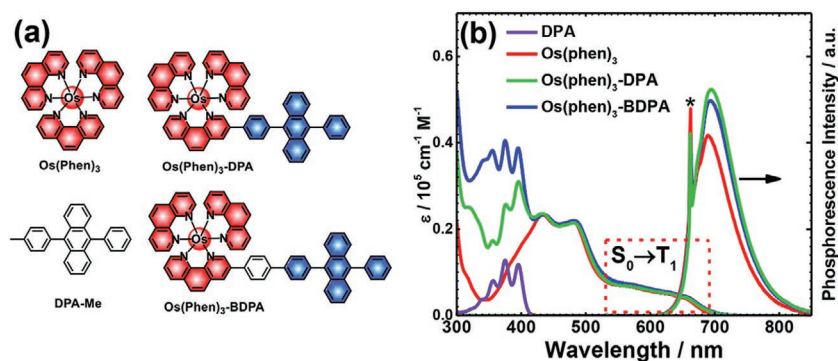 (a)
N
N
N
Os
N
N
N
Os(Phen)₃
N
N
N
Os
N
N
N
Os(Phen)₃-DPA
DPA-Me
N
N
N
Os
N
N
N
Os(Phen)₃-BDPA
(b)
DPA
Os(phen)₃
Os(phen)₃-DPA
Os(phen)₃-BDPA
*
S₀→T₁
0.6
0.4
0.2
0.0
300 400 500 600 700 800
Wavelength / nm
ε / 10⁵ cm⁻¹ M⁻¹
Phosphorescence Intensity / a.u.